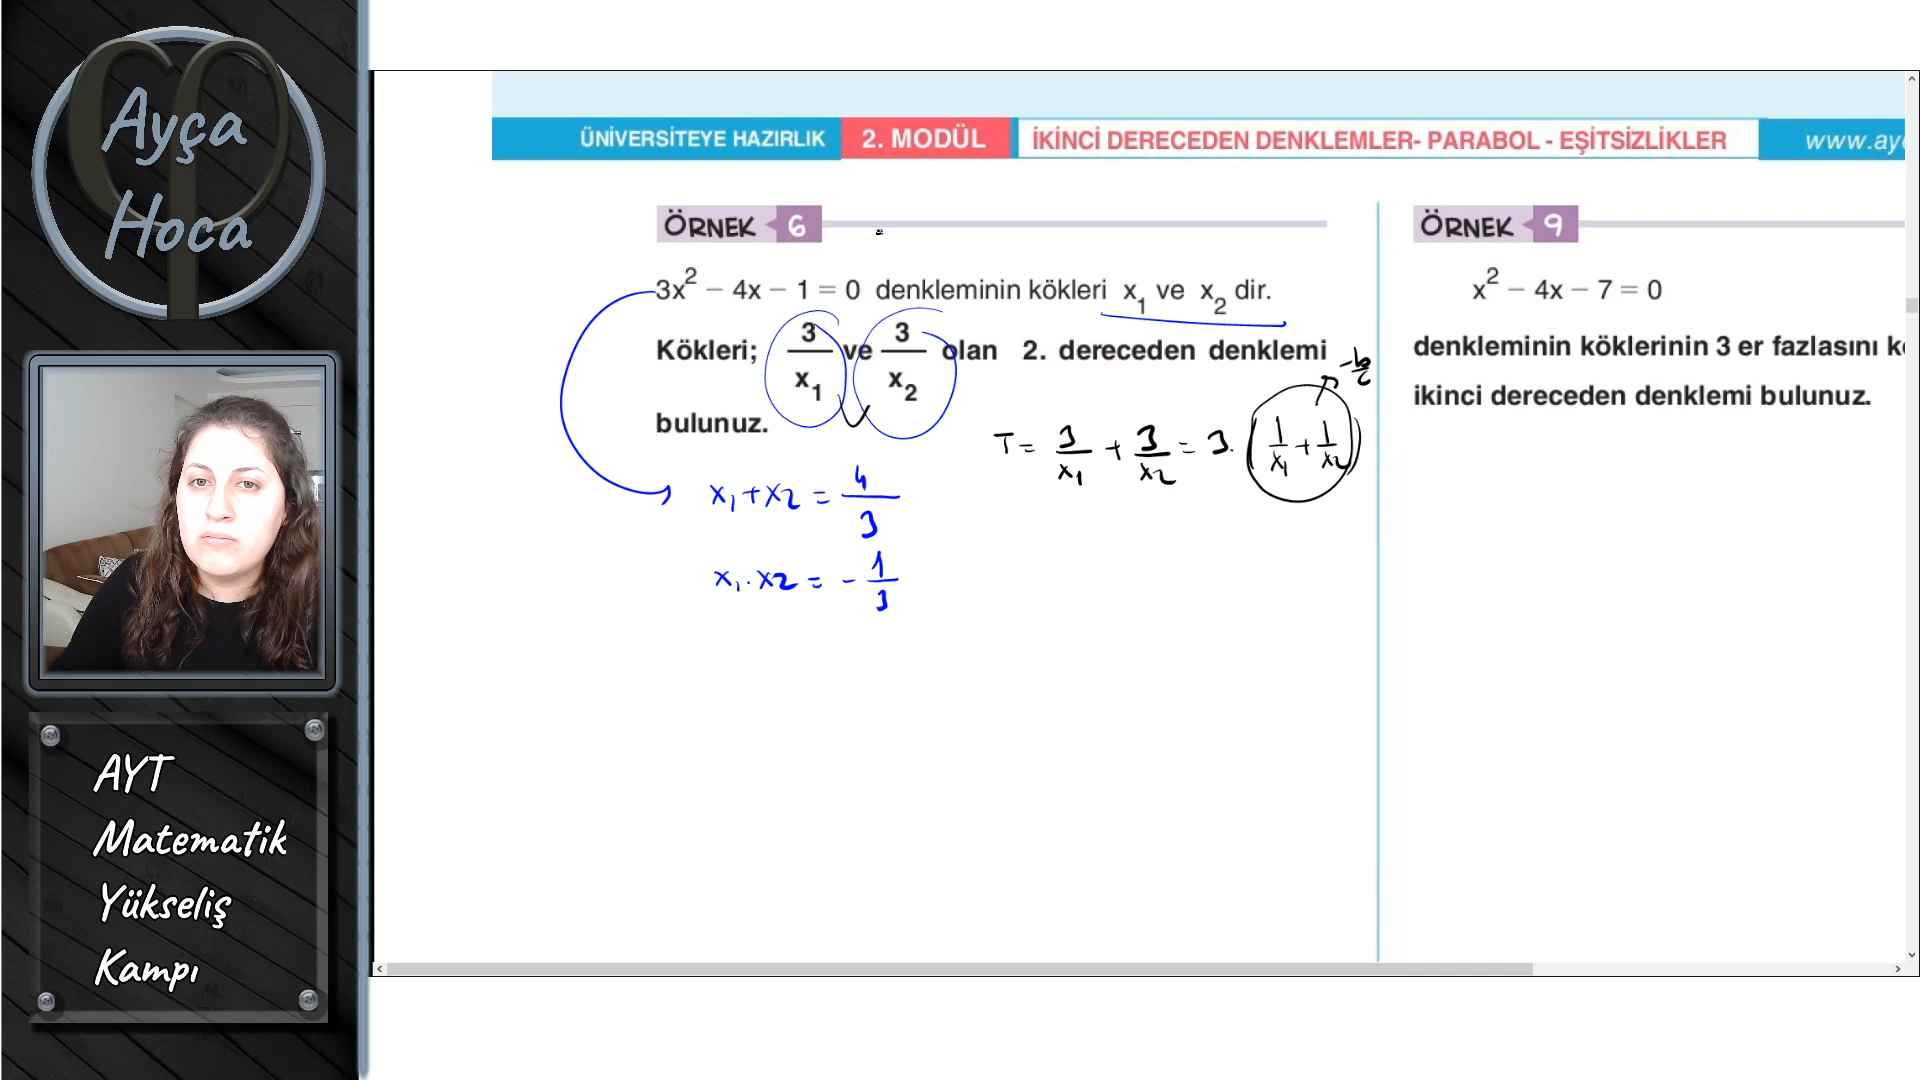 Ayça
Hoca
AYT
Matematik
Yükseliş
Kampı
ÜNİVERSİTEYE HAZIRLIK 2. MODÜL İKİNCİ DERECEDEN DENKLEMLER- PARABOL - EŞİTSİZLİKLER www.ay
ÖRNEK 6
3x² − 4x − 1 = 0 denkleminin kökleri x₁ ve x₂ dir.
Kökleri; 3/x₁ ve 3/x₂ olan 2. dereceden denklemi
bulunuz.
-b/c
T = 3/x₁ + 3/x₂ = 3. (1/x₁ + 1/x₂)
x₁ + x₂ = 4/3
x₁ . x₂ = - 1/3
ÖRNEK 9
x² − 4x − 7 = 0
denkleminin köklerinin 3 er fazlasını k
ikinci dereceden denklemi bulunuz.